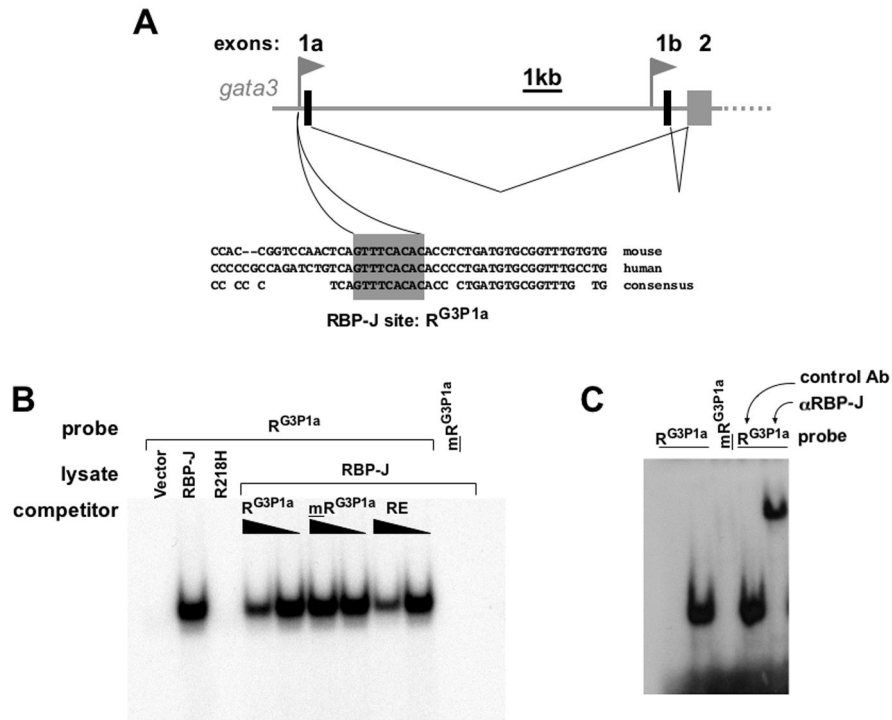 A
exons: 1a 1b 2
1kb
gata3
CCAC--CGGTCCAACTCAGTTTCACACACCTCTGATGTGCGGTTTGTGTG mouse
CCCCCGCCAGATCTGTCAGTTTCACACACCCCTGATGTGCGGTTTGCCTG human
CC CC C TCAGTTTCACACACC CTGATGTGCGGTTTG TG consensus
RBP-J site: RG3P1a
B
probe RG3P1a mRG3P1a
lysate Vector RBP-J R218H RBP-J
competitor RG3P1a mRG3P1a RE
C
control Ab
αRBP-J
RG3P1a mRG3P1a RG3P1a probe